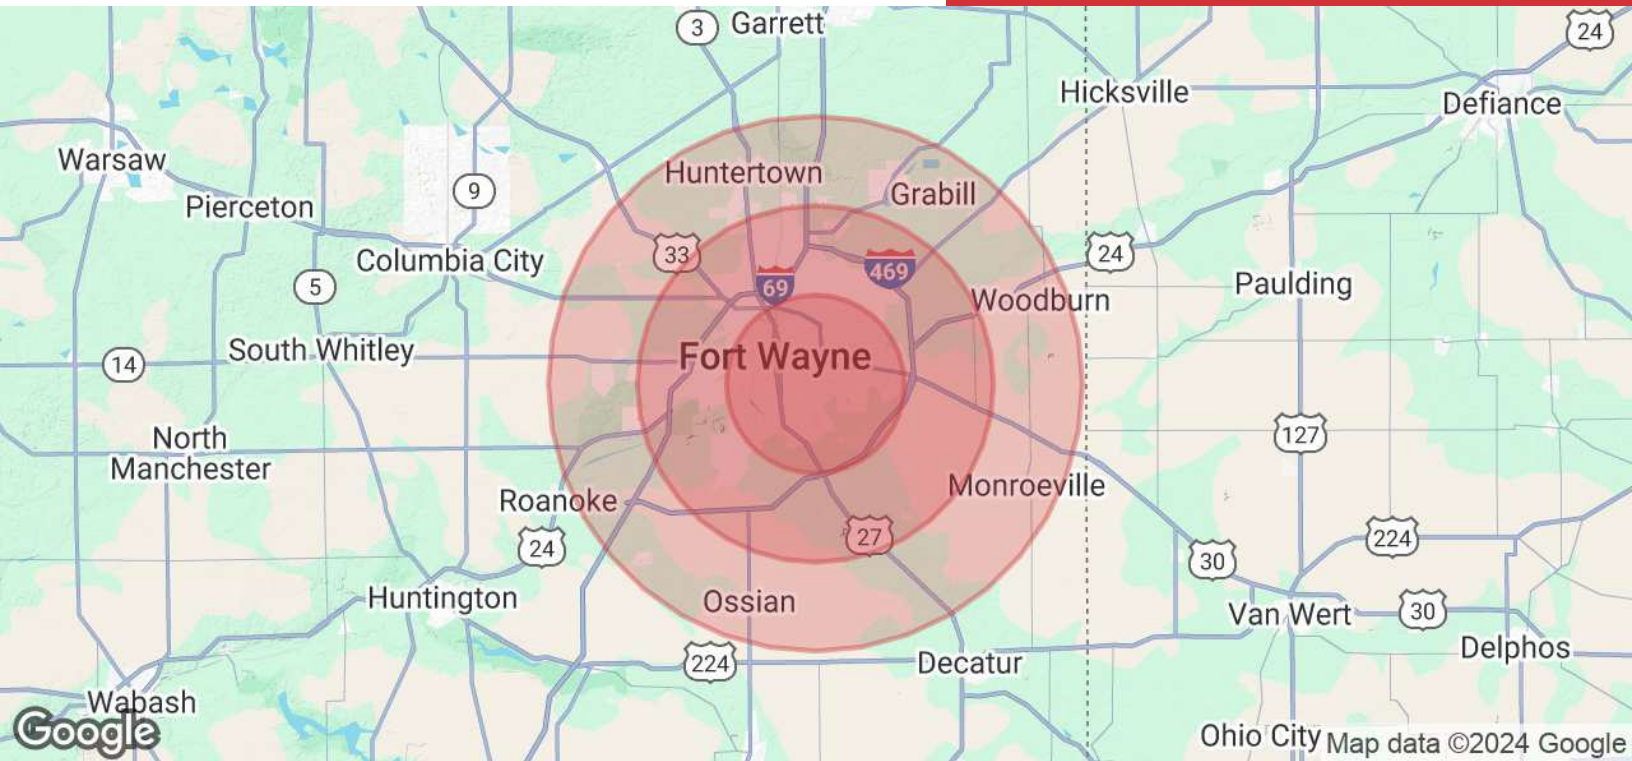 3
Garrett
24
Hicksville
Defiance
Warsaw
Huntertown
9
Grabill
Pierceton
33
24
Columbia City
469
5
69
Paulding
Woodburn
South Whitley
Fort Wayne
14
127
North
Manchester
Monroeville
Roanoke
27
224
24
30
Huntington
Ossian
Van Wert
30
Delphos
224
Decatur
Wabash
Google
Ohio City
Map data ©2024 Google